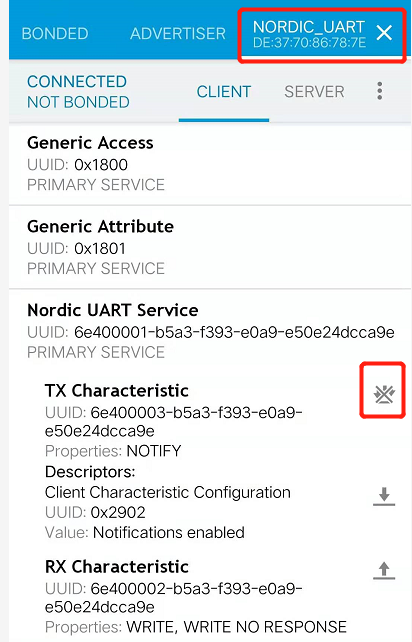 BONDED
ADVERTISER
NORDIC_UART
DE:37:70:86:78:7E
CONNECTED
NOT BONDED
CLIENT
SERVER
Generic Access
UUID: 0x1800
PRIMARY SERVICE
Generic Attribute
UUID: 0x1801
PRIMARY SERVICE
Nordic UART Service
UUID: 6e400001-b5a3-f393-e0a9-e50e24dcca9e
PRIMARY SERVICE
TX Characteristic
UUID: 6e400003-b5a3-f393-e0a9-
e50e24dcca9e
Properties: NOTIFY
Descriptors:
Client Characteristic Configuration
UUID: 0x2902
Value: Notifications enabled
RX Characteristic
UUID: 6e400002-b5a3-f393-e0a9-
e50e24dcca9e
Properties: WRITE, WRITE NO RESPONSE